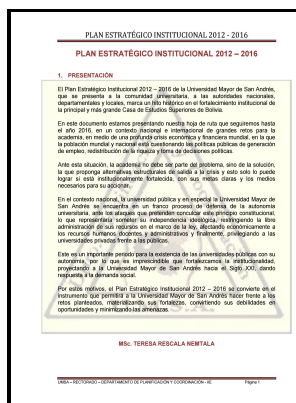 PLAN ESTRATÉGICO INSTITUCIONAL 2012 - 2016
PLAN ESTRATÉGICO INSTITUCIONAL 2012 – 2016
1. PRESENTACIÓN
El Plan Estratégico Institucional 2012 – 2016 de la Universidad Mayor de San Andrés,
que se presenta a la comunidad universitaria, a las autoridades nacionales,
departamentales y locales, marca un hito histórico en el fortalecimiento institucional de
la principal y más grande Casa de Estudios Superiores de Bolivia.
En este documento estamos presentando nuestra hoja de ruta que seguiremos hasta
el año 2016, en un contexto nacional e internacional de grandes retos para la
academia, en medio de una profunda crisis económica y financiera mundial, en la que
la población mundial y nacional está cuestionando las políticas públicas de generación
de empleo, redistribución de la riqueza y toma de decisiones políticas.
Ante esta situación, la academia no debe ser parte del problema, sino de la solución,
la que proponga alternativas estructurales de salida a la crisis y esto solo lo puede
lograr si está institucionalmente fortalecida, con sus metas claras y los medios
necesarios para su accionar.
En el contexto nacional, la universidad pública y en especial la Universidad Mayor de
San Andrés se encuentra en un franco proceso de defensa de la autonomía
universitaria, ante los ataques que pretenden conculcar este principio constitucional,
lo que representaría someter su independencia ideológica, restringiendo la libre
administración de sus recursos en el marco de la ley, afectando económicamente a
los recursos humanos docentes y administrativos y finalmente, privilegiando a las
universidades privadas frente a las públicas.
Este es un importante periodo para la existencia de las universidades públicas con su
autonomía, por lo que es imprescindible que fortalezcamos la institucionalidad,
proyectando a la Universidad Mayor de San Andrés hacia el Siglo XXI, dando
respuesta a la demanda social.
Por estos motivos, el Plan Estratégico Institucional 2012 – 2016 se convierte en el
instrumento que permitirá a la Universidad Mayor de San Andrés hacer frente a los
retos planteados, materializando sus fortalezas, convirtiendo sus debilidades en
oportunidades y minimizando las amenazas.
MSc. TERESA RESCALA NEMTALA
UMSA – RECTORADO – DEPARTAMENTO DE PLANIFICACIÓN Y COORDINACIÓN - XE Página 1